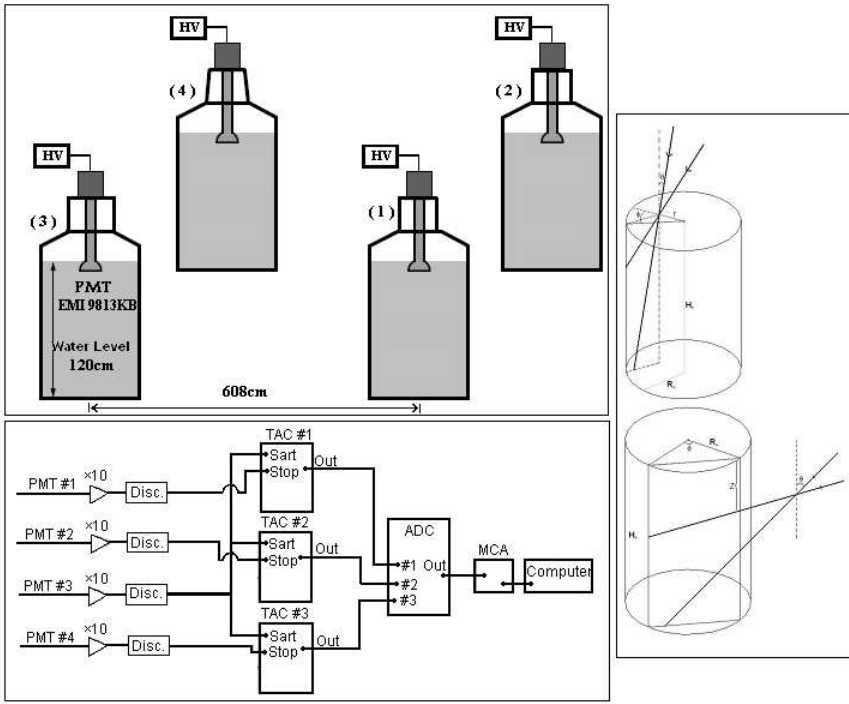 HV
HV
(4)
(2)
HV
HV
(3)
(1)
PMT
EMI 9813KB
Water Level
120cm
608cm
TAC #1
Sart
Stop
Out
PMT #1
×10
Disc.
TAC #2
Sart
Stop
Out
PMT #2
×10
Disc.
PMT #3
×10
Disc.
TAC #3
Sart
Stop
Out
PMT #4
×10
Disc.
ADC
#1
Out
#2
#3
MCA
Computer
θ
r
H
R
R
Z
θ
H